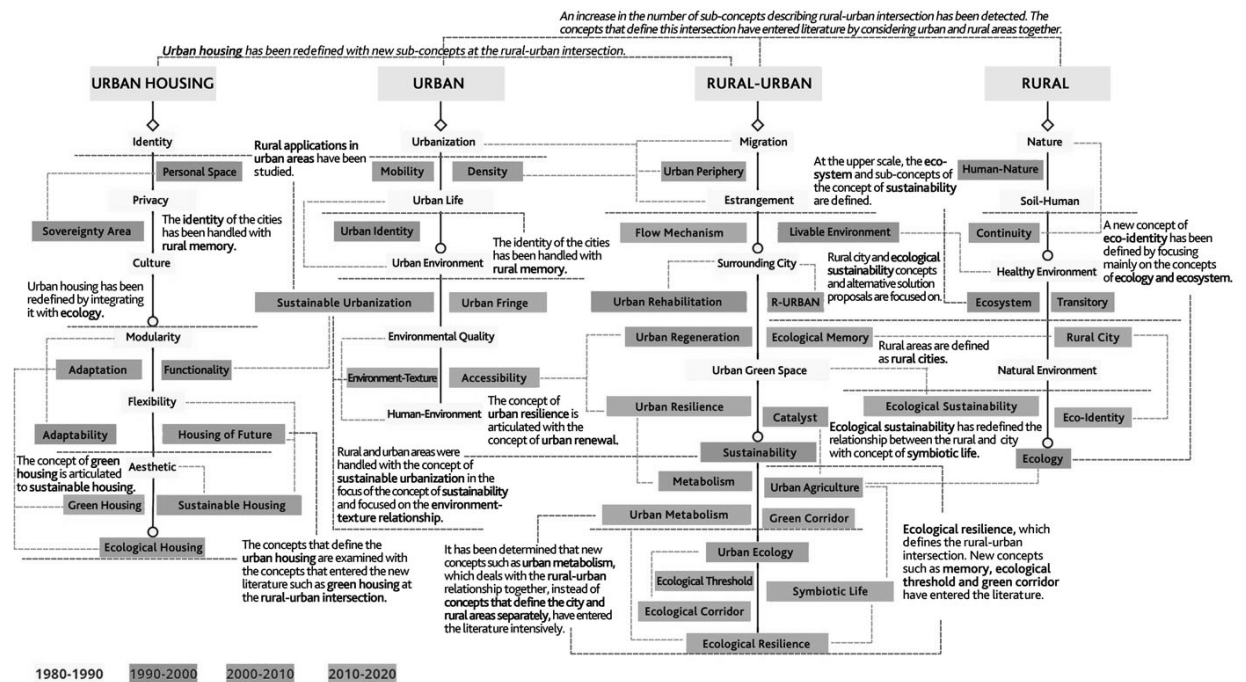 An increase in the number of sub-concepts describing rural-urban intersection has been detected. The
concepts that define this intersection have entered literature by considering urban and rural areas together.
Urban housing has been redefined with new sub-concepts at the rural-urban intersection.
URBAN HOUSING
URBAN
RURAL-URBAN
RURAL
Identity
Personal Space
Privacy
Sovereignty Area
The identity of the cities
has been handled with
rural memory.
Culture
Urban housing has been
redefined by integrating
it with ecology.
Modularity
Adaptation
Functionality
Flexibility
Adaptability
Housing of Future
The concept of green
housing is articulated
to sustainable housing.
Aesthetic
Green Housing
Sustainable Housing
Ecological Housing
The concepts that define the
urban housing are examined with
the concepts that entered the new
literature such as green housing at
the rural-urban intersection.
Rural applications in
urban areas have been
studied.
Urbanization
Mobility
Density
Urban Life
Urban Identity
The identity of the cities
has been handled with
rural memory.
Urban Environment
Sustainable Urbanization
Urban Fringe
Environmental Quality
Environment-Texture
Accessibility
Human-Environment
The concept of
urban resilience is
articulated with the
concept of urban renewal.
Rural and urban areas were
handled with the concept of
sustainable urbanization in the
focus of the concept of sustainability
and focused on the environment-
texture relationship.
It has been determined that new
concepts such as urban metabolism,
which deals with the rural-urban
relationship together, instead of
concepts that define the city and
rural areas separately, have entered
the literature intensively.
Migration
Urban Periphery
Estrangement
Flow Mechanism
Livable Environment
Surrounding City
Urban Rehabilitation
R-URBAN
Urban Regeneration
Ecological Memory
Urban Green Space
Urban Resilience
Catalyst
Sustainability
Metabolism
Urban Agriculture
Urban Metabolism
Green Corridor
Urban Ecology
Ecological Threshold
Symbiotic Life
Ecological Corridor
Ecological Resilience
At the upper scale, the eco-
system and sub-concepts of
the concept of sustainability
are defined.
Rural city and ecological
sustainability concepts
and alternative solution
proposals are focused on.
Rural areas are defined
as rural cities.
Ecological sustainability has redefined the
relationship between the rural and city
with concept of symbiotic life.
Nature
Human-Nature
Soil-Human
Continuity
Healthy Environment
Ecosystem
Transitory
Rural City
Natural Environment
Ecological Sustainability
Eco-Identity
Ecology
A new concept of
eco-identity has been
defined by focusing
mainly on the concepts
of ecology and ecosystem.
Ecological resilience, which
defines the rural-urban
intersection. New concepts
such as memory, ecological
threshold and green corridor
have entered the literature.
1980-1990
1990-2000
2000-2010
2010-2020